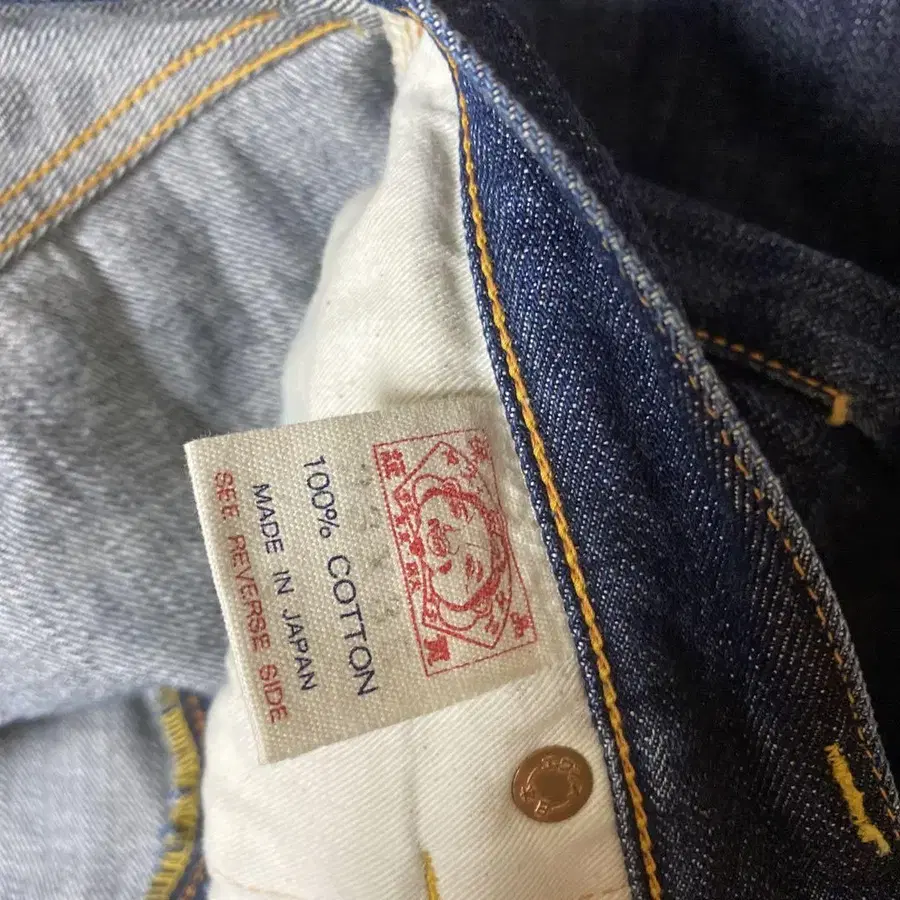 100% COTTON
MADE IN JAPAN
SEE REVERSE SIDE